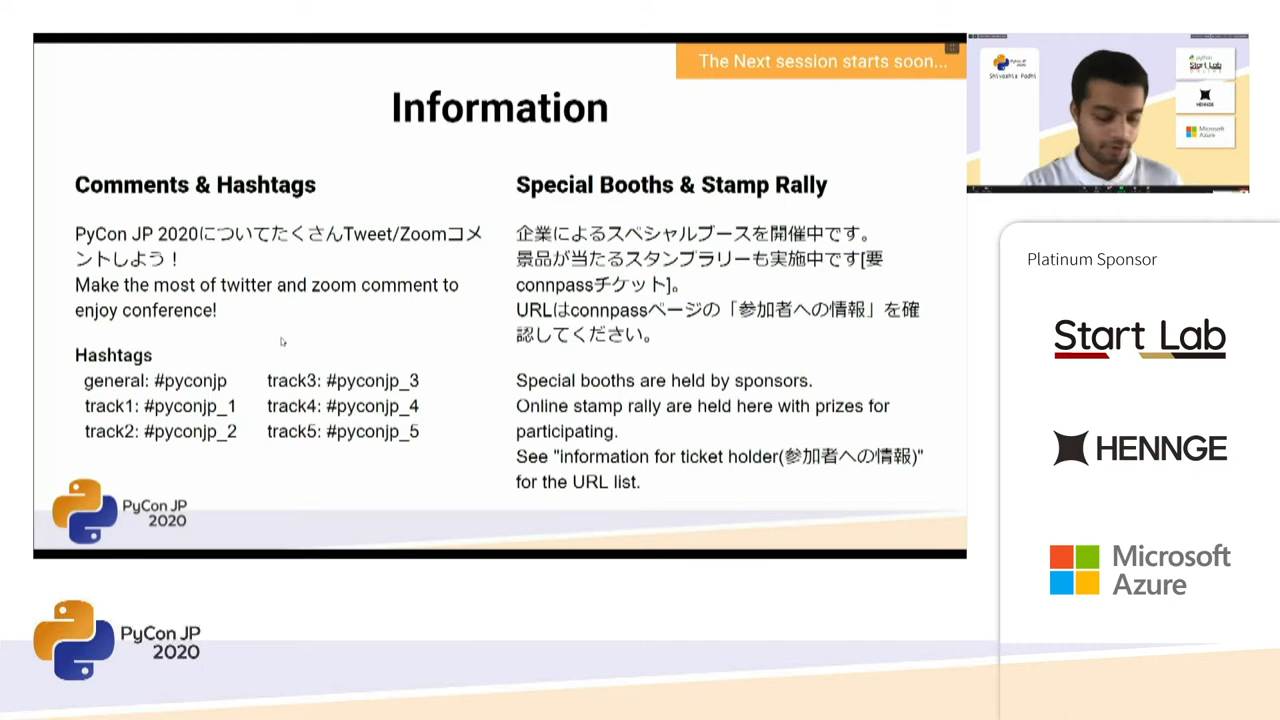 The Next session starts soon...
Information
Comments & Hashtags
PyCon JP 2020についてたくさんTweet/Zoomコメ
ントしよう！
Make the most of twitter and zoom comment to
enjoy conference!
Hashtags
general: #pyconjp
track1: #pyconjp_1
track2: #pyconjp_2
track3: #pyconjp_3
track4: #pyconjp_4
track5: #pyconjp_5
Special Booths & Stamp Rally
企業によるスペシャルブースを開催中です。
景品が当たるスタンプラリーも実施中です[要
connpassチケット]。
URLはconnpassページの「参加者への情報」を確
認してください。
Special booths are held by sponsors.
Online stamp rally are held here with prizes for
participating.
See "information for ticket holder(参加者への情報)"
for the URL list.
PyCon JP
2020
Shivashis Padhi
python
Start Lab
ONLINE
HENNGE
Microsoft
Azure
Platinum Sponsor
Start Lab
HENNGE
Microsoft
Azure
PyCon JP
2020